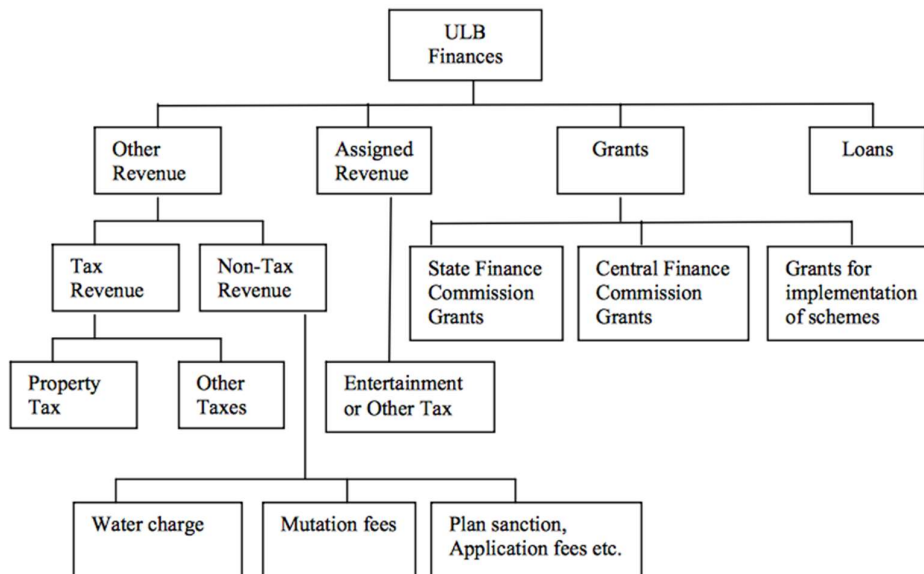 ULB
Finances
Other
Revenue
Assigned
Revenue
Grants
Loans
Tax
Revenue
Non-Tax
Revenue
State Finance
Commission
Grants
Central Finance
Commission
Grants
Grants for
implementation
of schemes
Property
Tax
Other
Taxes
Entertainment
or Other Tax
Water charge
Mutation fees
Plan sanction,
Application fees etc.